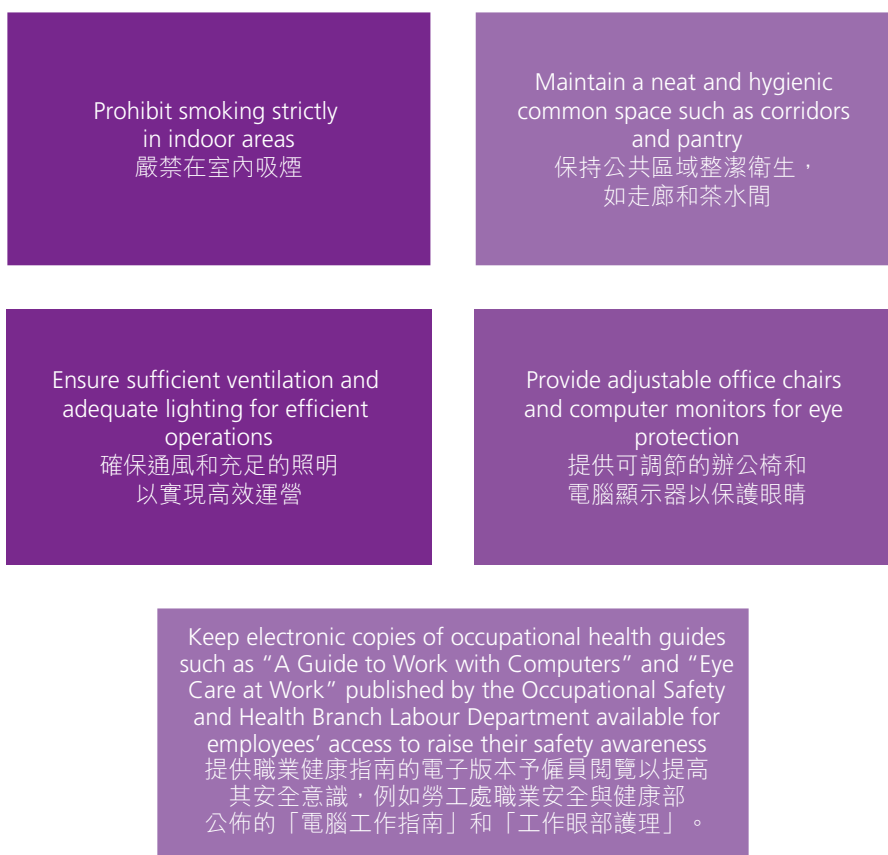 Prohibit smoking strictly
in indoor areas
嚴禁在室內吸煙
Maintain a neat and hygienic
common space such as corridors
and pantry
保持公共區域整潔衛生，
如走廊和茶水間
Ensure sufficient ventilation and
adequate lighting for efficient
operations
確保通風和充足的照明
以實現高效運營
Provide adjustable office chairs
and computer monitors for eye
protection
提供可調節的辦公椅和
電腦顯示器以保護眼睛
Keep electronic copies of occupational health guides
such as “A Guide to Work with Computers” and “Eye
Care at Work” published by the Occupational Safety
and Health Branch Labour Department available for
employees’ access to raise their safety awareness
提供職業健康指南的電子版本予僱員閱覽以提高
其安全意識，例如勞工處職業安全與健康部
公佈的「電腦工作指南」和「工作眼部護理」。